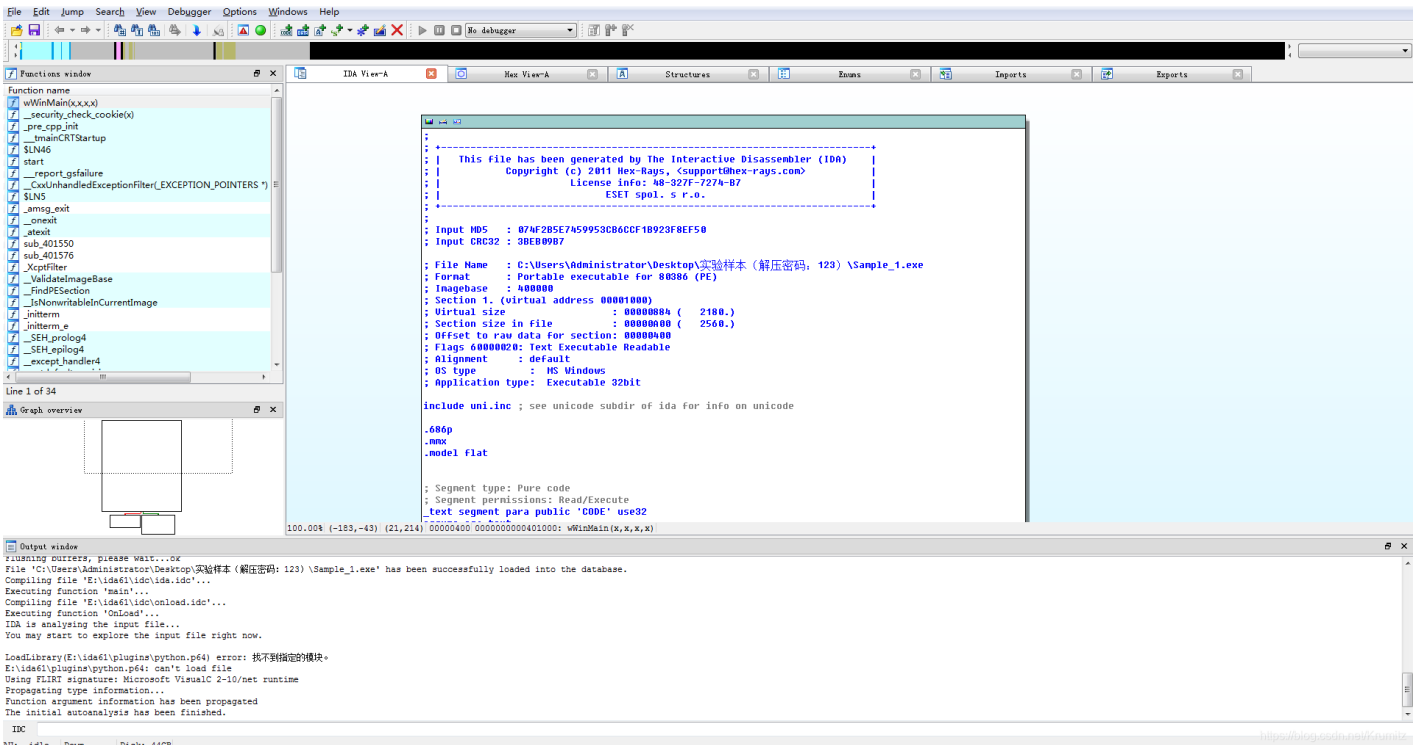 File Edit Jump Search View Debugger Options Windows Help
No debugger
Functions window
IDA View-A Hex View-A Structures Enums Imports Exports
Function name
wWinMain(x,x,x,x)
__security_check_cookie(x)
_pre_cpp_init
___tmainCRTStartup
$LN46
start
___report_gsfailure
__CxxUnhandledExceptionFilter(_EXCEPTION_POINTERS *)
$LN5
_amsg_exit
__onexit
_atexit
sub_401550
sub_401576
_XcptFilter
__ValidateImageBase
__FindPESection
__IsNonwritableInCurrentImage
_initterm
_initterm_e
__SEH_prolog4
__SEH_epilog4
__except_handler4
Line 1 of 34
Graph overview
;
; +-------------------------------------------------------------------------+
; | This file has been generated by The Interactive Disassembler (IDA) |
; | Copyright (c) 2011 Hex-Rays, <support@hex-rays.com> |
; | License info: 48-327F-7274-B7 |
; | ESET spol. s r.o. |
; +-------------------------------------------------------------------------+
;
; Input MD5 : 074F2B5E7459953CB6CCF1B923F8EF50
; Input CRC32 : 3BEB09B7
; File Name : C:\Users\Administrator\Desktop\实验样本（解压密码：123）\Sample_1.exe
; Format : Portable executable for 80386 (PE)
; Imagebase : 400000
; Section 1. (virtual address 00001000)
; Virtual size : 00000884 ( 2180.)
; Section size in file : 00000A00 ( 2560.)
; Offset to raw data for section: 00000400
; Flags 60000020: Text Executable Readable
; Alignment : default
; OS type : MS Windows
; Application type: Executable 32bit
include uni.inc ; see unicode subdir of ida for info on unicode
.686p
.mmx
.model flat
; Segment type: Pure code
; Segment permissions: Read/Execute
_text segment para public 'CODE' use32
100.00% (-183,-43) (21,214) 00000400 0000000000401000: wWinMain(x,x,x,x)
Output window
Flushing buffers, please wait...ok
File 'C:\Users\Administrator\Desktop\实验样本（解压密码：123）\Sample_1.exe' has been successfully loaded into the database.
Compiling file 'E:\ida61\idc\ida.idc'...
Executing function 'main'...
Compiling file 'E:\ida61\idc\onload.idc'...
Executing function 'OnLoad'...
IDA is analysing the input file...
You may start to explore the input file right now.
LoadLibrary(E:\ida61\plugins\python.p64) error: 找不到指定的模块。
E:\ida61\plugins\python.p64: can't load file
Using FLIRT signature: Microsoft VisualC 2-10/net runtime
Propagating type information...
Function argument information has been propagated
The initial autoanalysis has been finished.
IDC